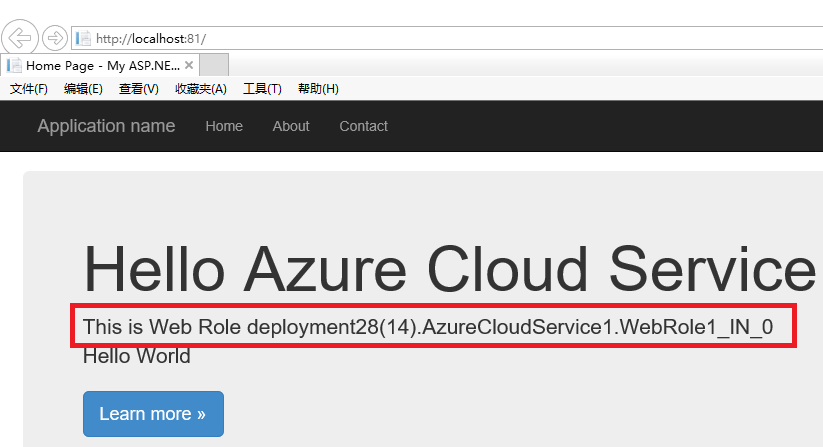 http://localhost:81/
Home Page - My ASP.NE...
文件(F) 编辑(E) 查看(V) 收藏夹(A) 工具(T) 帮助(H)
Application name Home About Contact
Hello Azure Cloud Service
This is Web Role deployment28(14).AzureCloudService1.WebRole1_IN_0
Hello World
Learn more »